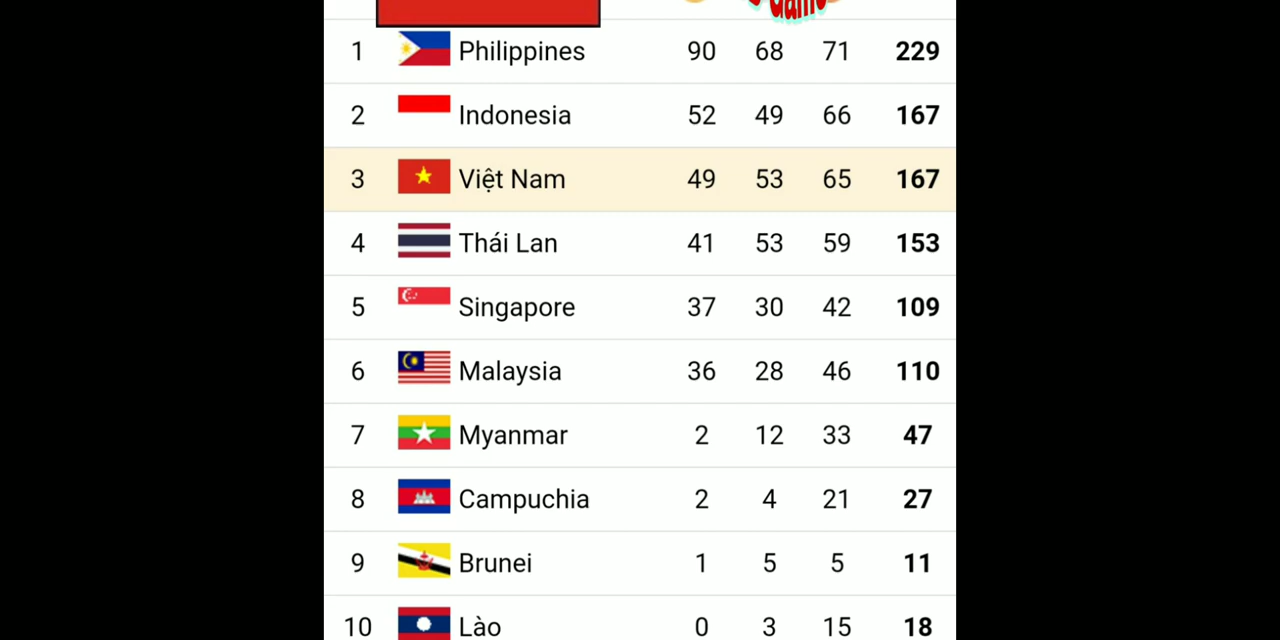 Game
1 Philippines 90 68 71 229
2 Indonesia 52 49 66 167
3 Việt Nam 49 53 65 167
4 Thái Lan 41 53 59 153
5 Singapore 37 30 42 109
6 Malaysia 36 28 46 110
7 Myanmar 2 12 33 47
8 Campuchia 2 4 21 27
9 Brunei 1 5 5 11
10 Lào 0 3 15 18